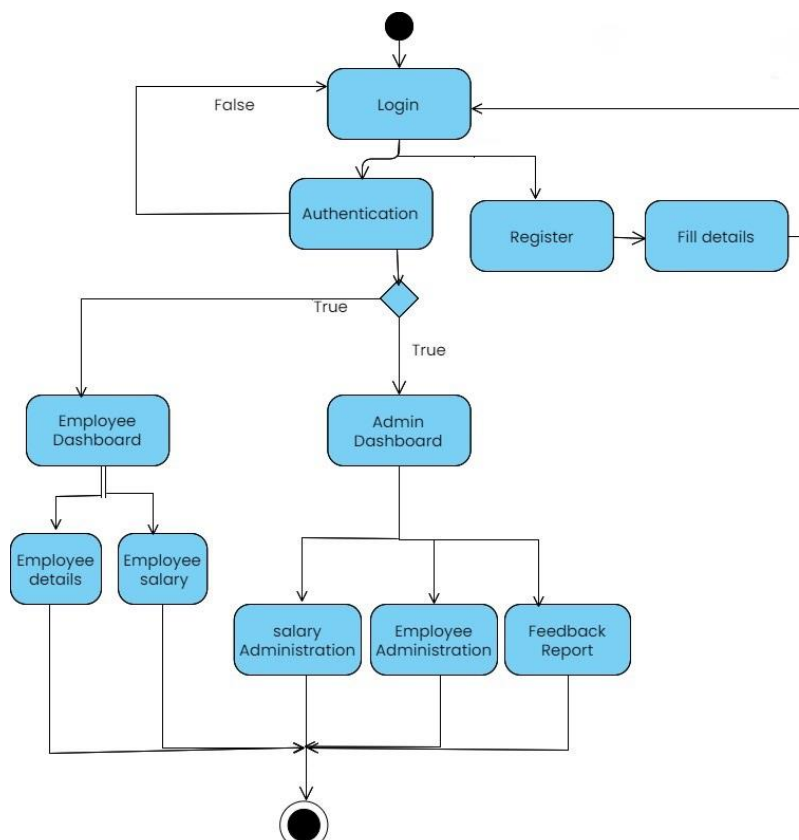 Login
False
Authentication
Register
Fill details
True
True
Employee
Dashboard
Admin
Dashboard
Employee
details
Employee
salary
salary
Administration
Employee
Administration
Feedback
Report